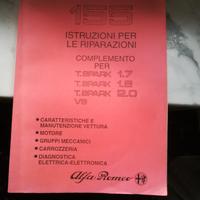 155
ISTRUZIONI PER
LE RIPARAZIONI
COMPLEMENTO
PER
T.SPARK 1.7
T.SPARK 1.8
T.SPARK 2.0
V6
• CARATTERISTICHE E
MANUTENZIONE VETTURA
• MOTORE
• GRUPPI MECCANICI
• CARROZZERIA
• DIAGNOSTICA
ELETTRICA-ELETTRONICA
Alfa Romeo